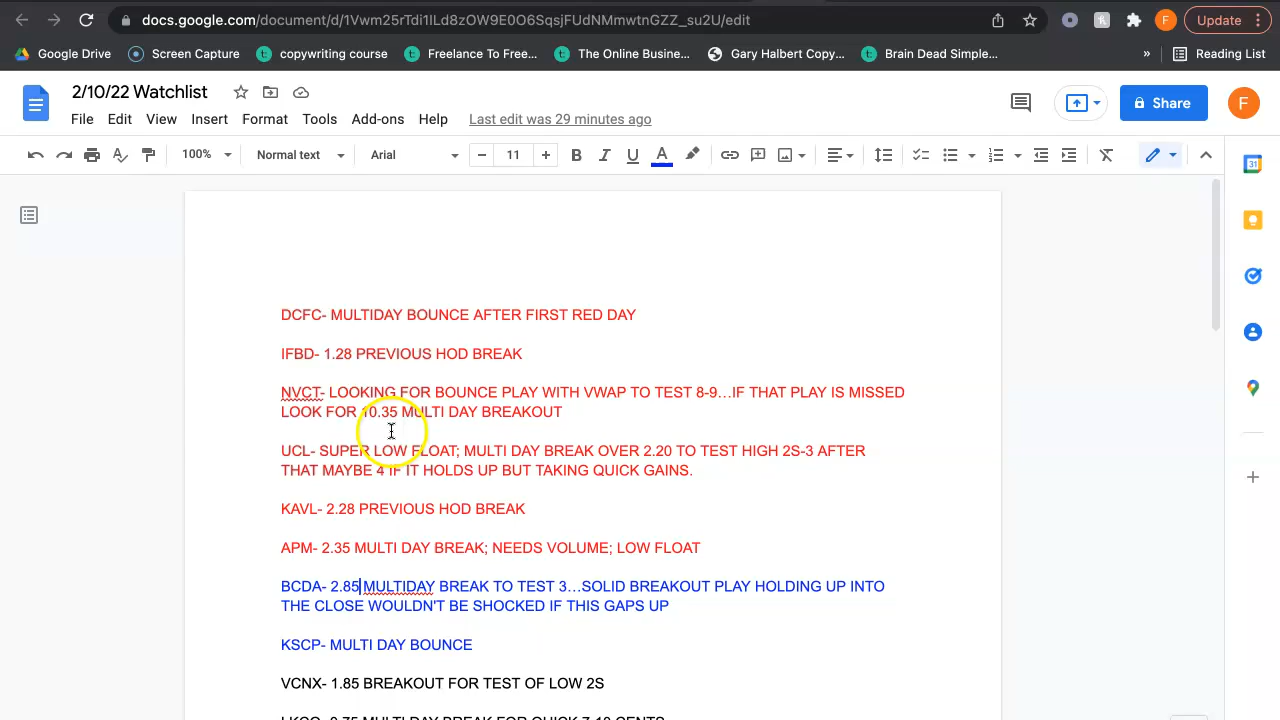 docs.google.com/document/d/1Vwm25rTdi1ILd8zOW9E0O6SqsjFUdNMmwtnGZZ_su2U/edit
Update
Google Drive
Screen Capture
copywriting course
Freelance To Free...
The Online Busine...
Gary Halbert Copy...
Brain Dead Simple...
»
Reading List
2/10/22 Watchlist
Share
F
File Edit View Insert Format Tools Add-ons Help Last edit was 29 minutes ago
100% Normal text Arial 11 B I U A
DCFC- MULTIDAY BOUNCE AFTER FIRST RED DAY
IFBD- 1.28 PREVIOUS HOD BREAK
NVCT- LOOKING FOR BOUNCE PLAY WITH VWAP TO TEST 8-9...IF THAT PLAY IS MISSED
LOOK FOR 10.35 MULTI DAY BREAKOUT
UCL- SUPER LOW FLOAT; MULTI DAY BREAK OVER 2.20 TO TEST HIGH 2S-3 AFTER
THAT MAYBE 4 IF IT HOLDS UP BUT TAKING QUICK GAINS.
KAVL- 2.28 PREVIOUS HOD BREAK
APM- 2.35 MULTI DAY BREAK; NEEDS VOLUME; LOW FLOAT
BCDA- 2.85 MULTIDAY BREAK TO TEST 3...SOLID BREAKOUT PLAY HOLDING UP INTO
THE CLOSE WOULDN'T BE SHOCKED IF THIS GAPS UP
KSCP- MULTI DAY BOUNCE
VCNX- 1.85 BREAKOUT FOR TEST OF LOW 2S